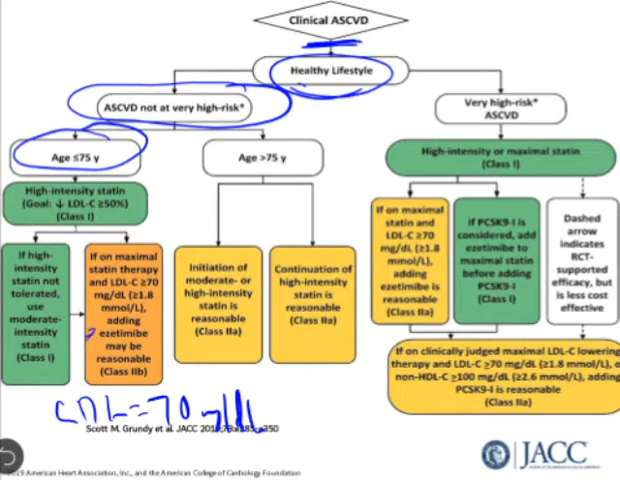 Clinical ASCVD
Healthy Lifestyle
ASCVD not at very high-risk*
Very high-risk*
ASCVD
Age ≤75 y
Age >75 y
High-intensity or maximal statin
(Class I)
High-intensity statin
(Goal: ↓ LDL-C ≥50%)
(Class I)
If high-
intensity
statin not
tolerated,
use
moderate-
intensity
statin
(Class I)
If on maximal
statin therapy
and LDL-C ≥70
mg/dL (≥1.8
mmol/L),
adding
ezetimibe
may be
reasonable
(Class IIb)
Initiation of
moderate- or
high-intensity
statin is
reasonable
(Class IIa)
Continuation of
high-intensity
statin is
reasonable
(Class IIa)
If on maximal
statin and
LDL-C ≥70
mg/dL (≥1.8
mmol/L),
adding
ezetimibe is
reasonable
(Class IIa)
If PCSK9-I is
considered, add
ezetimibe to
maximal statin
before adding
PCSK9-I
(Class I)
Dashed
arrow
indicates
RCT-
supported
efficacy, but
is less cost
effective
If on clinically judged maximal LDL-C lowering
therapy and LDL-C ≥70 mg/dL (≥1.8 mmol/L), o
non-HDL-C ≥100 mg/dL (≥2.6 mmol/L), adding
PCSK9-I is reasonable
(Class IIa)
LDL=70 mg/dL
Scott M. Grundy et al. JACC
2019 American Heart Association, Inc., and the American College of Cardiology Foundation
JACC